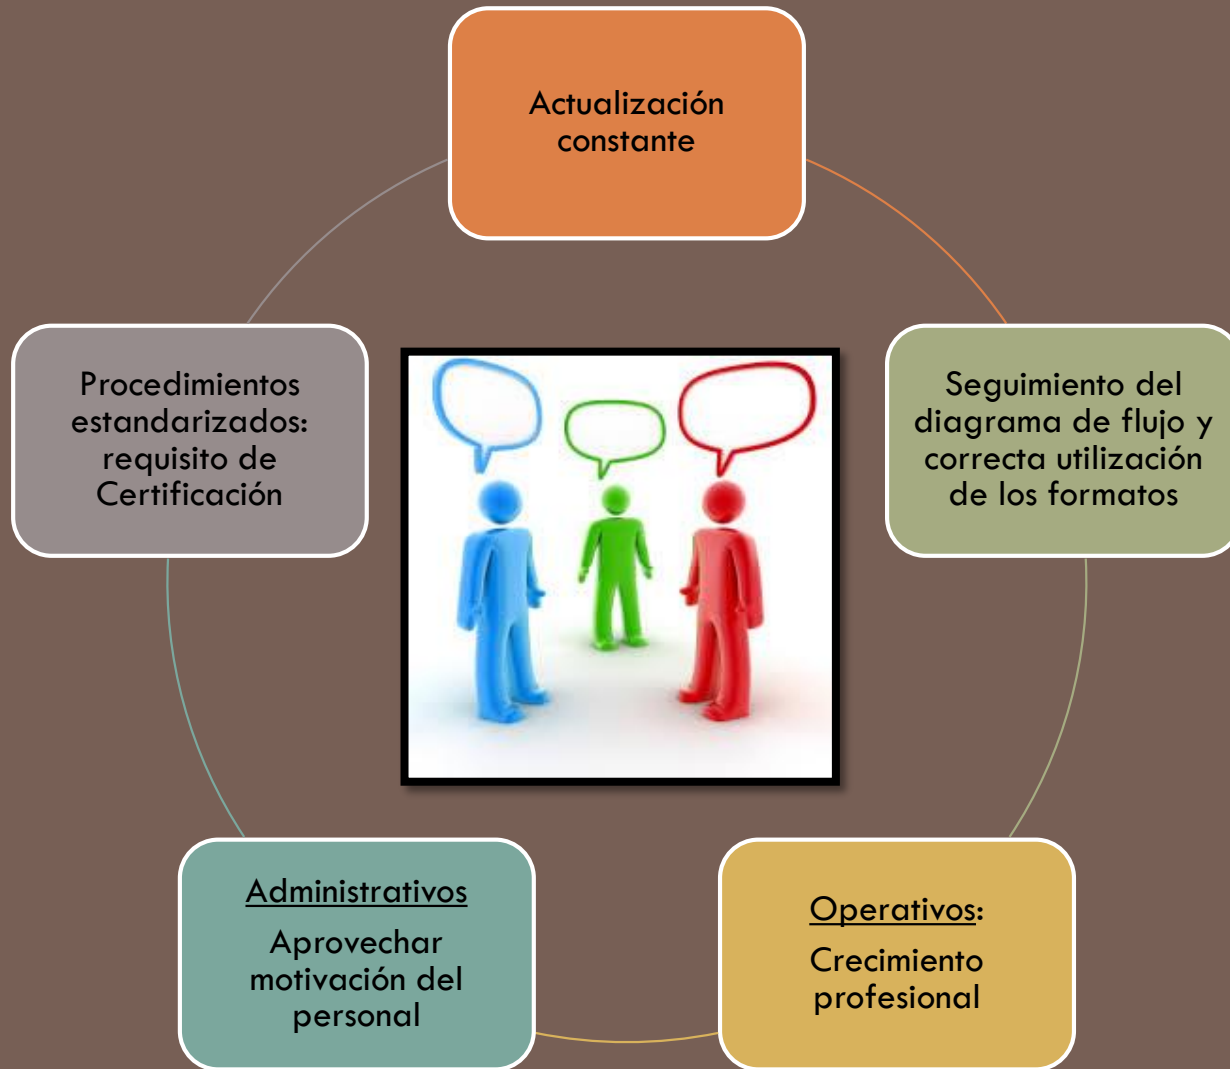 Actualización
constante
Seguimiento del
diagrama de flujo y
correcta utilización
de los formatos
Operativos:
Crecimiento
profesional
Administrativos
Aprovechar
motivación del
personal
Procedimientos
estandarizados:
requisito de
Certificación